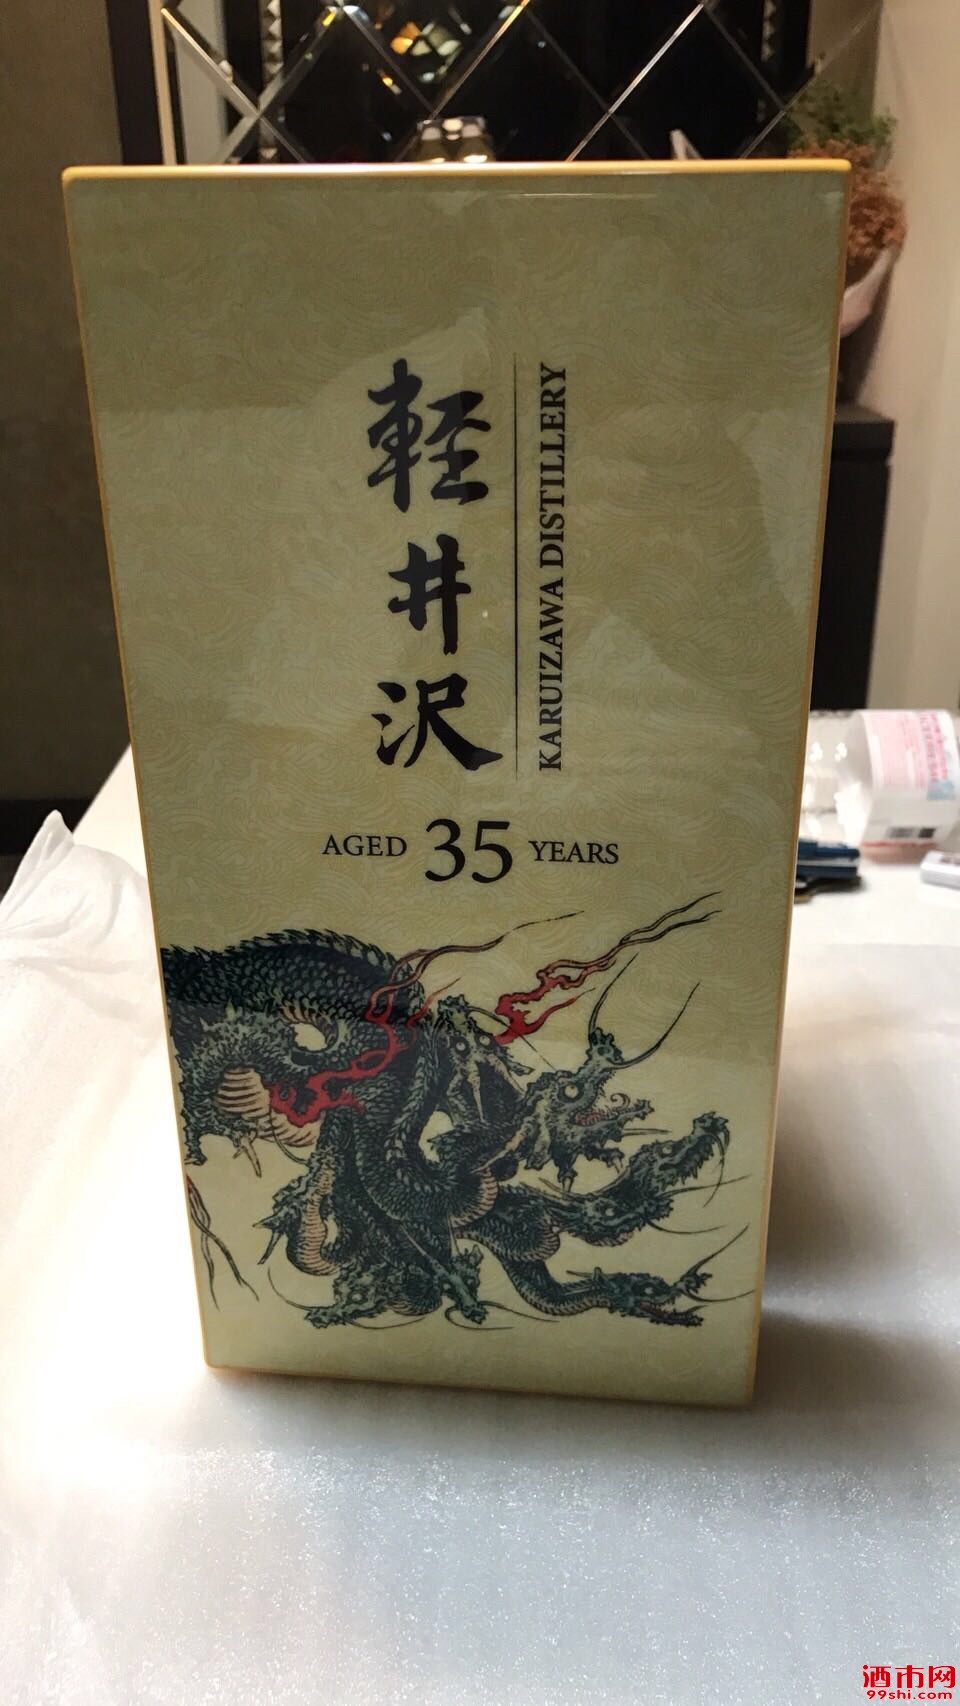 軽井沢
KARUIZAWA DISTILLERY
AGED 35 YEARS
酒市网
99shi.com